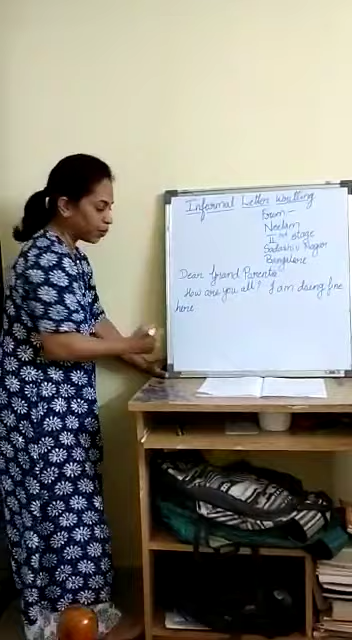 Informal Letter Writting
From -
Neelam
IInd stage
Sadashiv Nagar
Bangalore
Dear Grand Parents
How are you all? I am doing fine
here